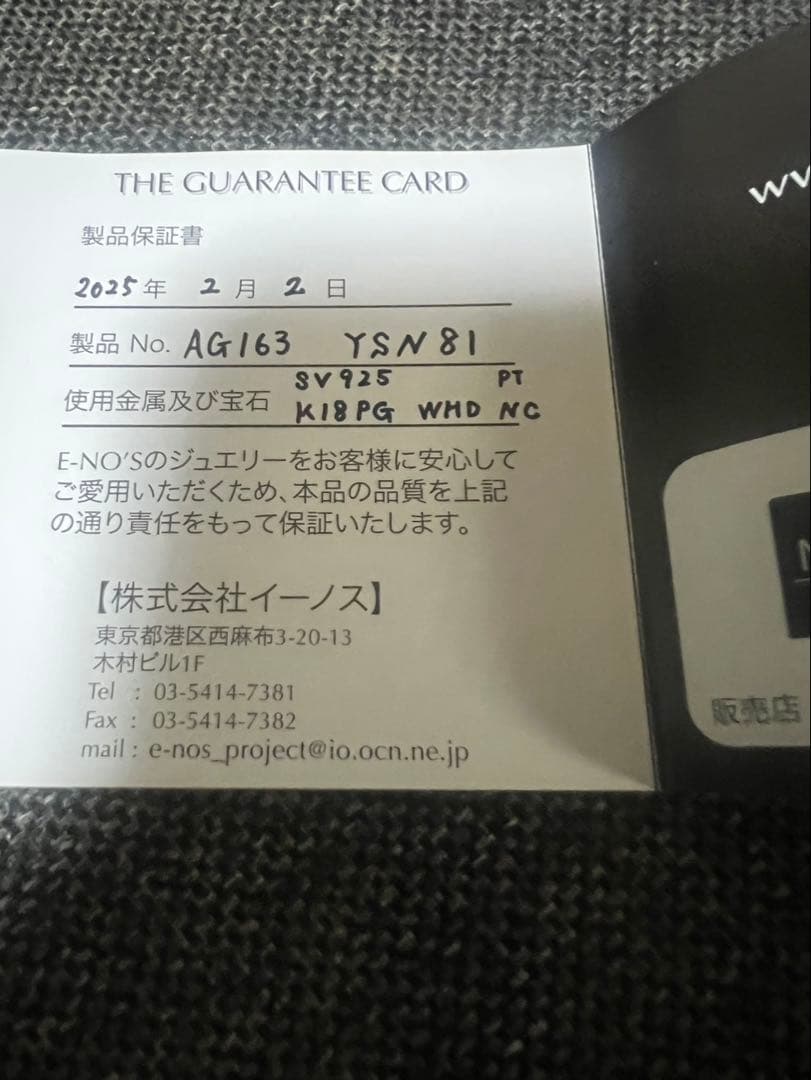 THE GUARANTEE CARD
製品保証書
2025年 2月 2日
製品 No. AG163 YSN81
SV925 PT
使用金属及び宝石 K18PG WHD NC
E-NO'Sのジュエリーをお客様に安心して
ご愛用いただくため、本品の品質を上記
の通り責任をもって保証いたします。
【株式会社イーノス】
東京都港区西麻布3-20-13
木村ビル1F
Tel : 03-5414-7381
Fax : 03-5414-7382
mail : e-nos_project@io.ocn.ne.jp
販売店